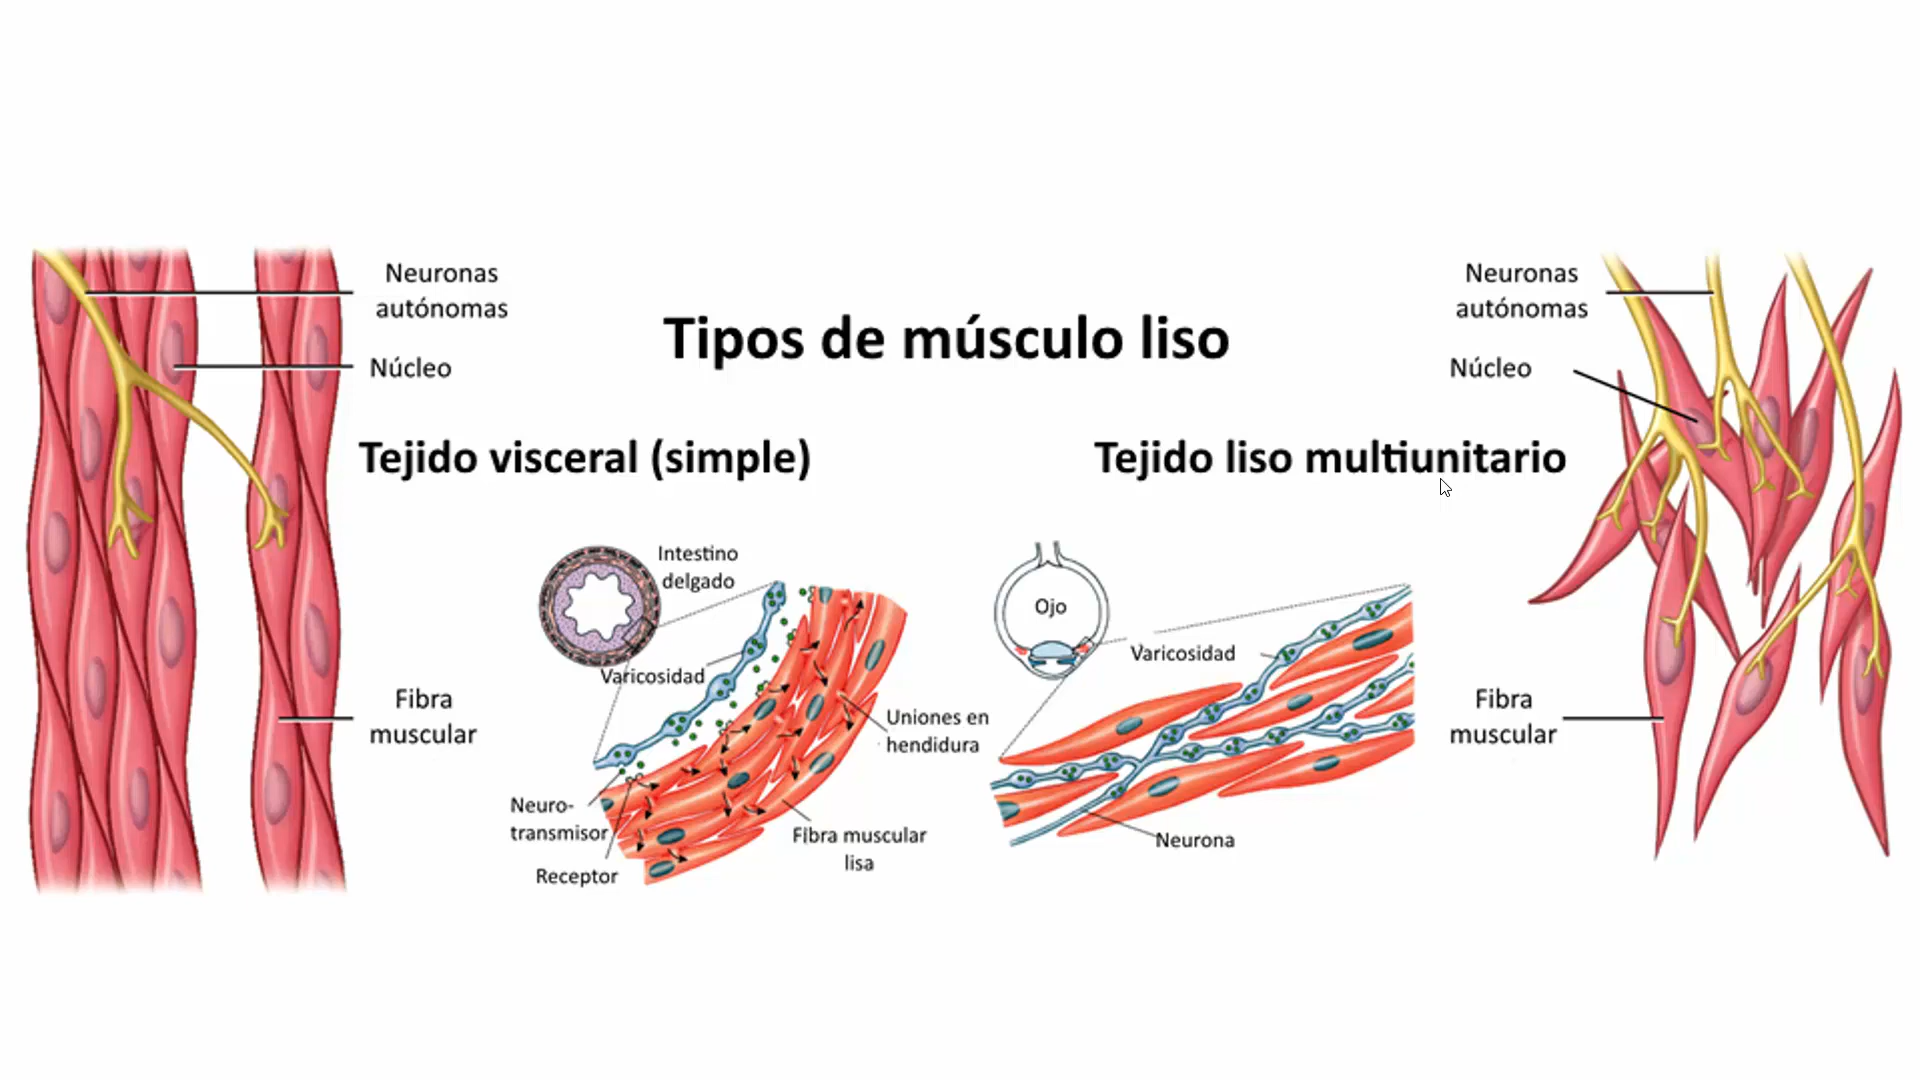 Tipos de músculo liso
Neuronas
autónomas
Núcleo
Fibra
muscular
Tejido visceral (simple)
Intestino
delgado
Varicosidad
Uniones en
hendidura
Neuro-
transmisor
Receptor
Fibra muscular
lisa
Tejido liso multiunitario
Ojo
Varicosidad
Neurona
Neuronas
autónomas
Núcleo
Fibra
muscular